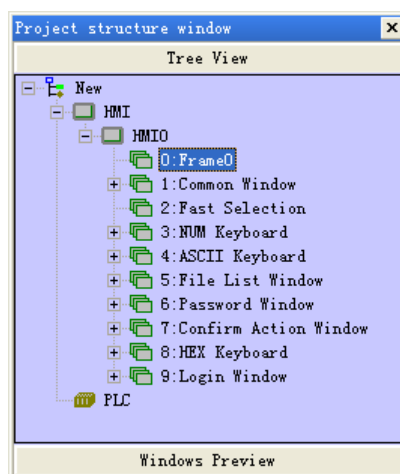 Project structure window
Tree View
New
HMI
HMI0
0:Frame0
1:Common Window
2:Fast Selection
3:NUM Keyboard
4:ASCII Keyboard
5:File List Window
6:Password Window
7:Confirm Action Window
8:HEX Keyboard
9:Login Window
PLC
Windows Preview